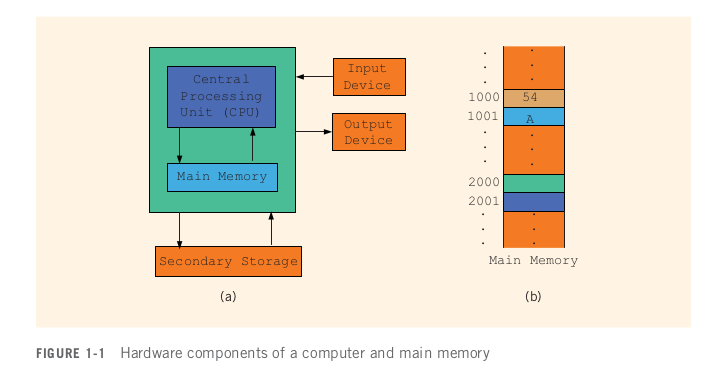 Central
Processing
Unit (CPU)
Main Memory
Input
Device
Output
Device
Secondary Storage
(a)
.
.
.
1000 54
1001 A
.
.
.
2000
2001
.
.
.
Main Memory
(b)
FIGURE 1-1 Hardware components of a computer and main memory